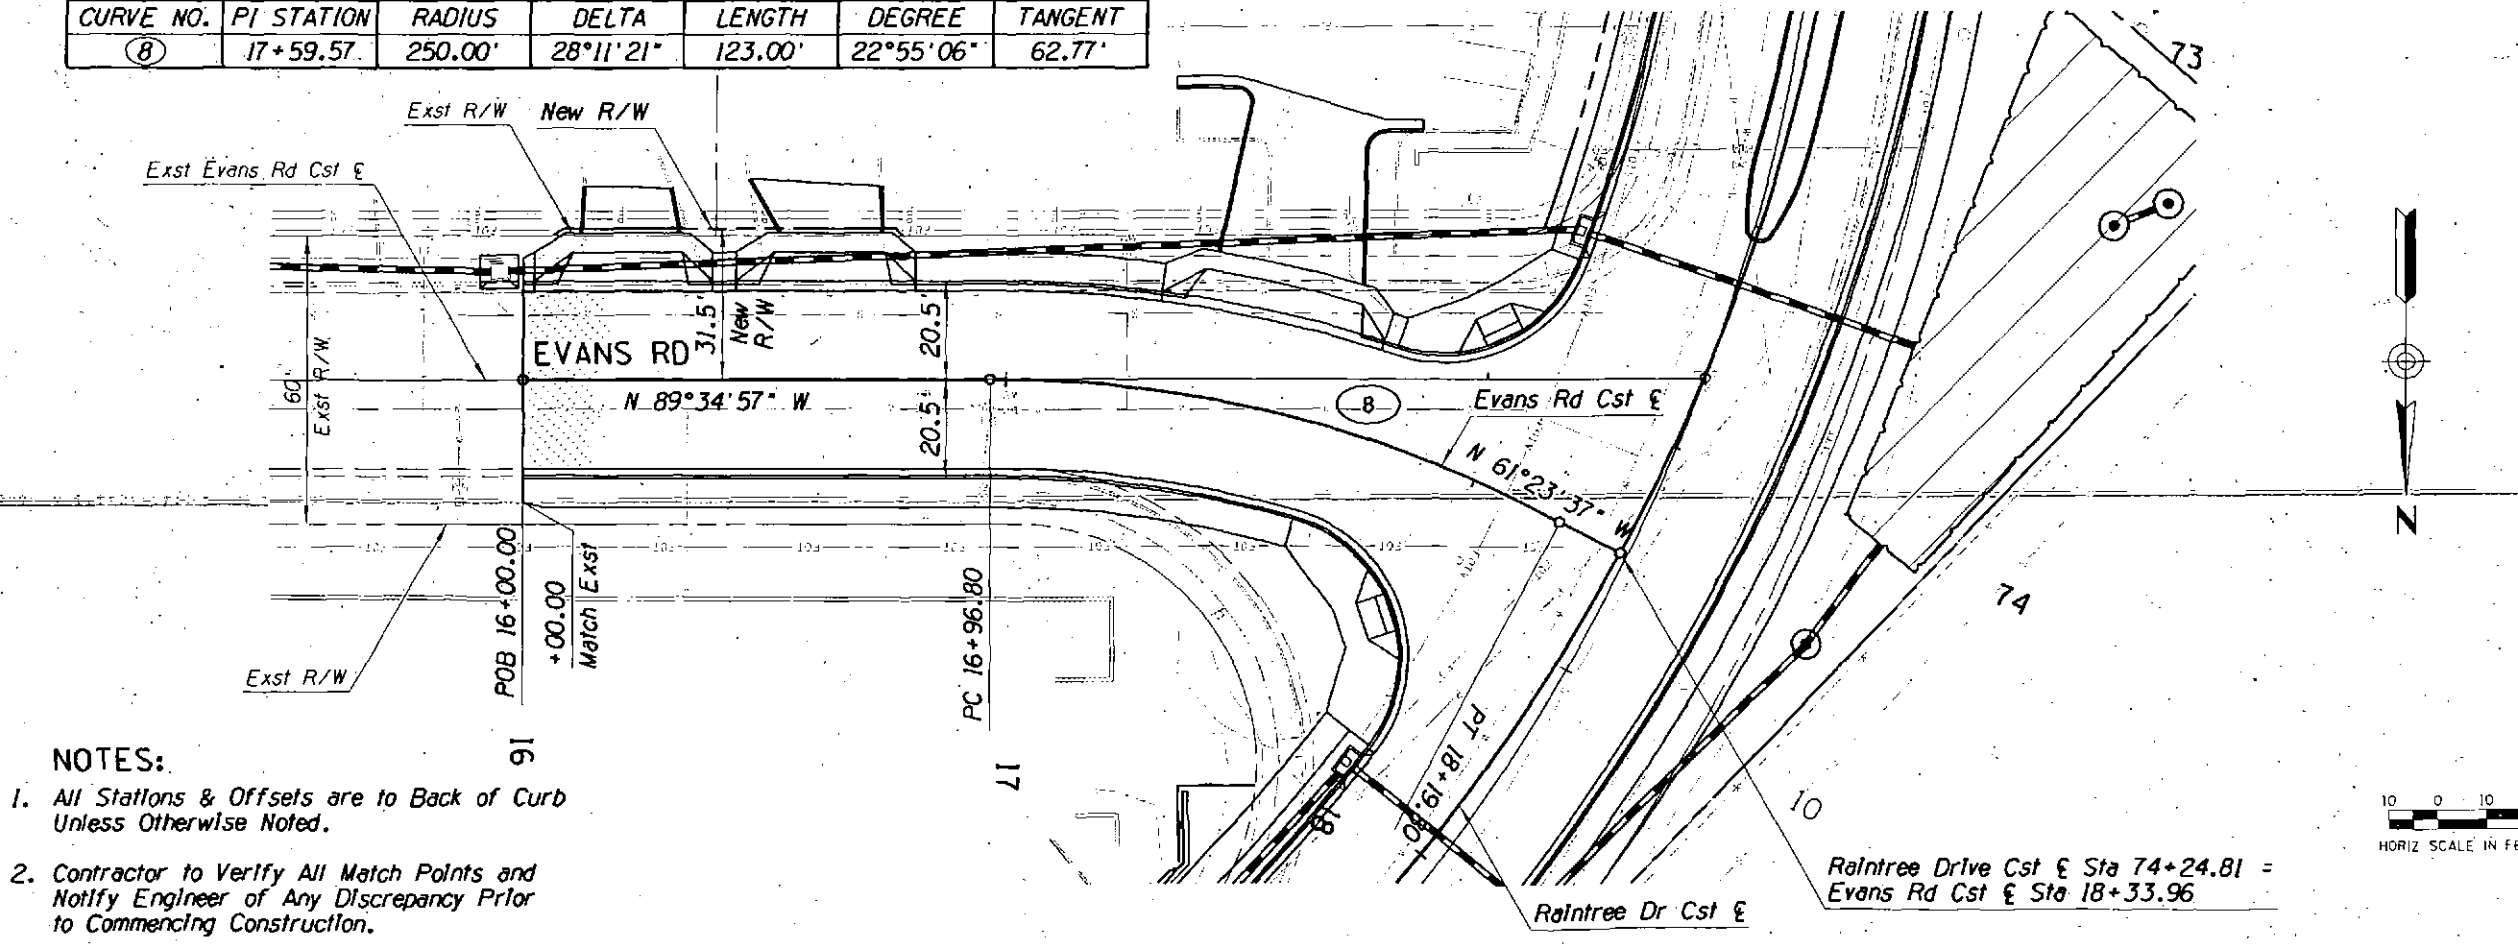 CURVE NO. PI STATION RADIUS DELTA LENGTH DEGREE TANGENT
8 17+59.57 250.00' 28°11'21" 123.00' 22°55'06" 62.77'
73
Exst R/W New R/W
Exst Evans Rd Cst ℄
31.5'
New
R/W
20.5'
EVANS RD
60'
Exst R/W
N 89°34'57" W
20.5'
8
Evans Rd Cst ℄
N 61°23'37" W
N
POB 16+00.00
+00.00
Match Exst
PC 16+96.80
74
Exst R/W
PT 18+19.80
16
17
18
10
NOTES:
1. All Stations & Offsets are to Back of Curb
Unless Otherwise Noted.
2. Contractor to Verify All Match Points and
Notify Engineer of Any Discrepancy Prior
to Commencing Construction.
10 0 10
HORIZ SCALE IN FE
Raintree Drive Cst ℄ Sta 74+24.81 =
Evans Rd Cst ℄ Sta 18+33.96
Raintree Dr Cst ℄